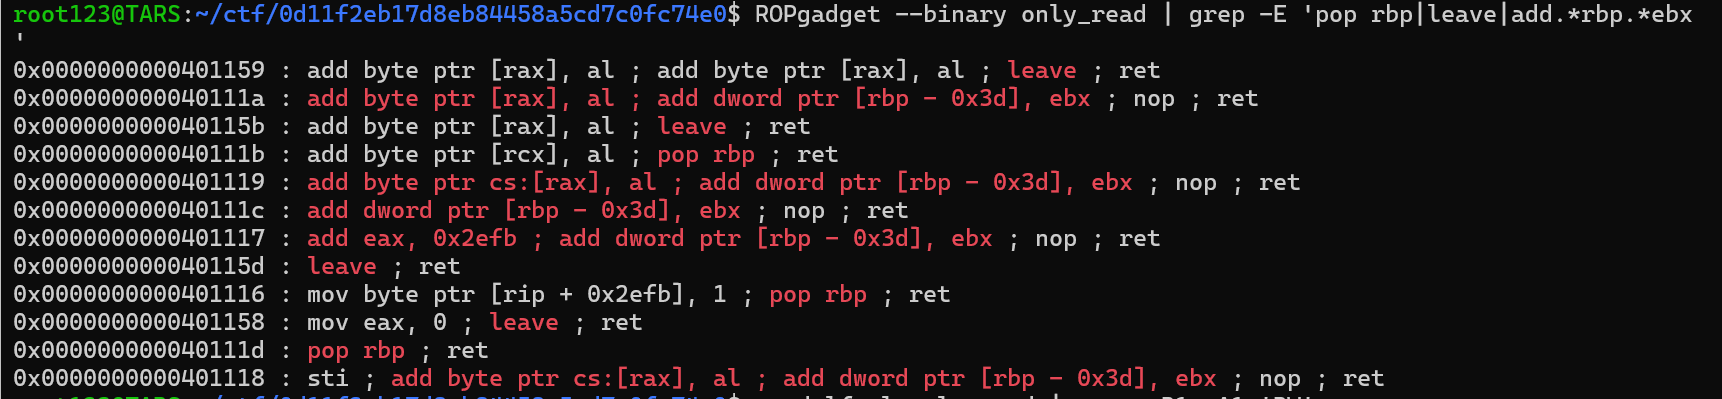 root123@TARS:~/ctf/0d11f2eb17d8eb84458a5cd7c0fc74e0$ ROPgadget --binary only_read | grep -E 'pop rbp|leave|add.*rbp.*ebx
'
0x0000000000401159 : add byte ptr [rax], al ; add byte ptr [rax], al ; leave ; ret
0x000000000040111a : add byte ptr [rax], al ; add dword ptr [rbp - 0x3d], ebx ; nop ; ret
0x000000000040115b : add byte ptr [rax], al ; leave ; ret
0x000000000040111b : add byte ptr [rcx], al ; pop rbp ; ret
0x0000000000401119 : add byte ptr cs:[rax], al ; add dword ptr [rbp - 0x3d], ebx ; nop ; ret
0x000000000040111c : add dword ptr [rbp - 0x3d], ebx ; nop ; ret
0x0000000000401117 : add eax, 0x2efb ; add dword ptr [rbp - 0x3d], ebx ; nop ; ret
0x000000000040115d : leave ; ret
0x0000000000401116 : mov byte ptr [rip + 0x2efb], 1 ; pop rbp ; ret
0x0000000000401158 : mov eax, 0 ; leave ; ret
0x000000000040111d : pop rbp ; ret
0x0000000000401118 : sti ; add byte ptr cs:[rax], al ; add dword ptr [rbp - 0x3d], ebx ; nop ; ret